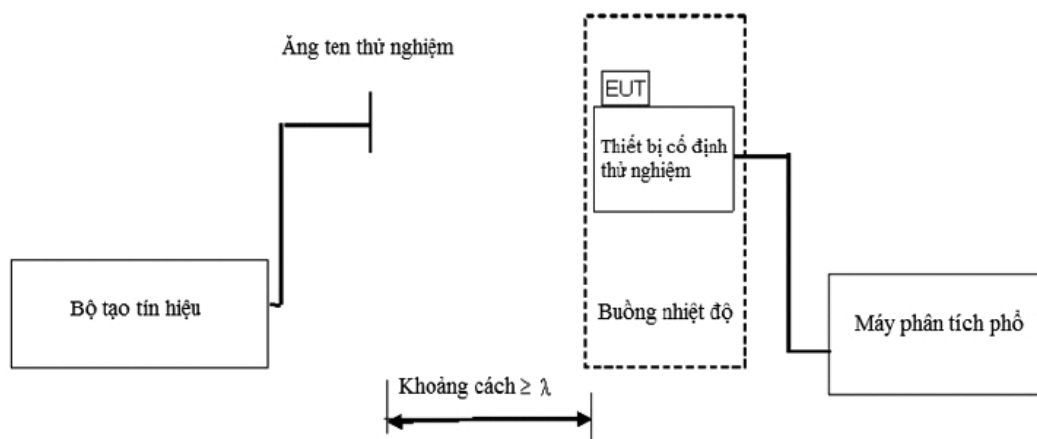 Ăng ten thử nghiệm
EUT
Thiết bị cố định
thử nghiệm
Bộ tạo tín hiệu
Buồng nhiệt độ
Máy phân tích phổ
Khoảng cách ≥ λ